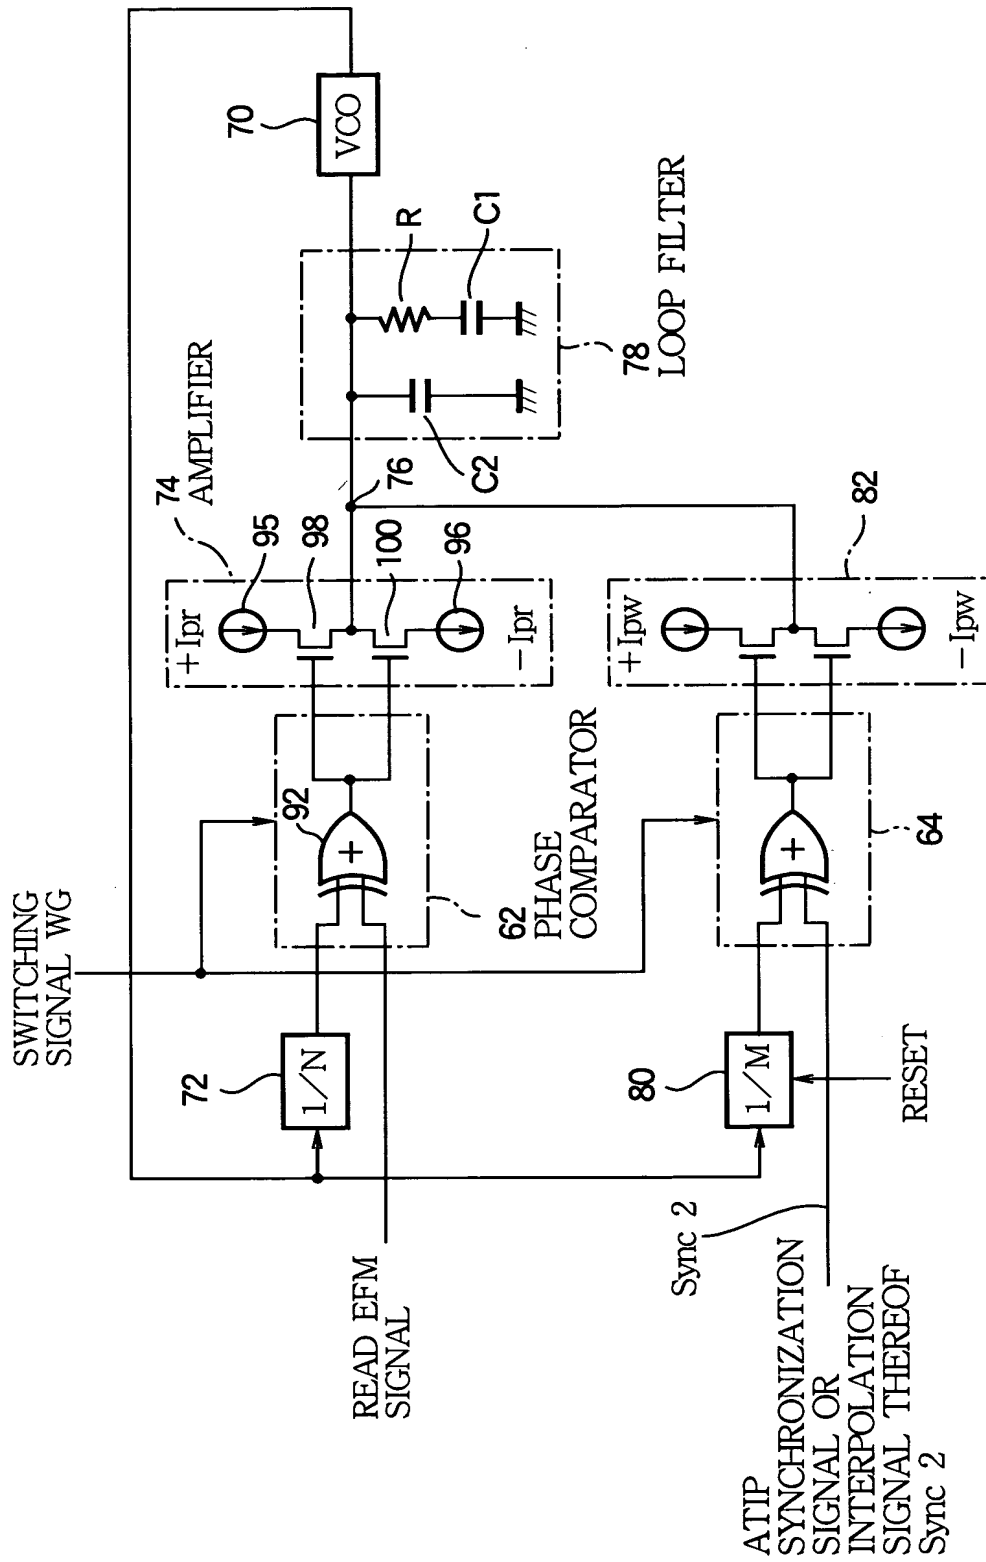 SWITCHING
SIGNAL WG
70
VCO
74
AMPLIFIER
95
98
100
96
+Ipr
−Ipr
76
C2
R
C1
78
LOOP FILTER
92
62
PHASE
COMPARATOR
72
1/N
READ EFM
SIGNAL
82
+Ipw
−Ipw
64
80
1/M
RESET
Sync 2
ATIP
SYNCHRONIZATION
SIGNAL OR
INTERPOLATION
SIGNAL THEREOF
Sync 2